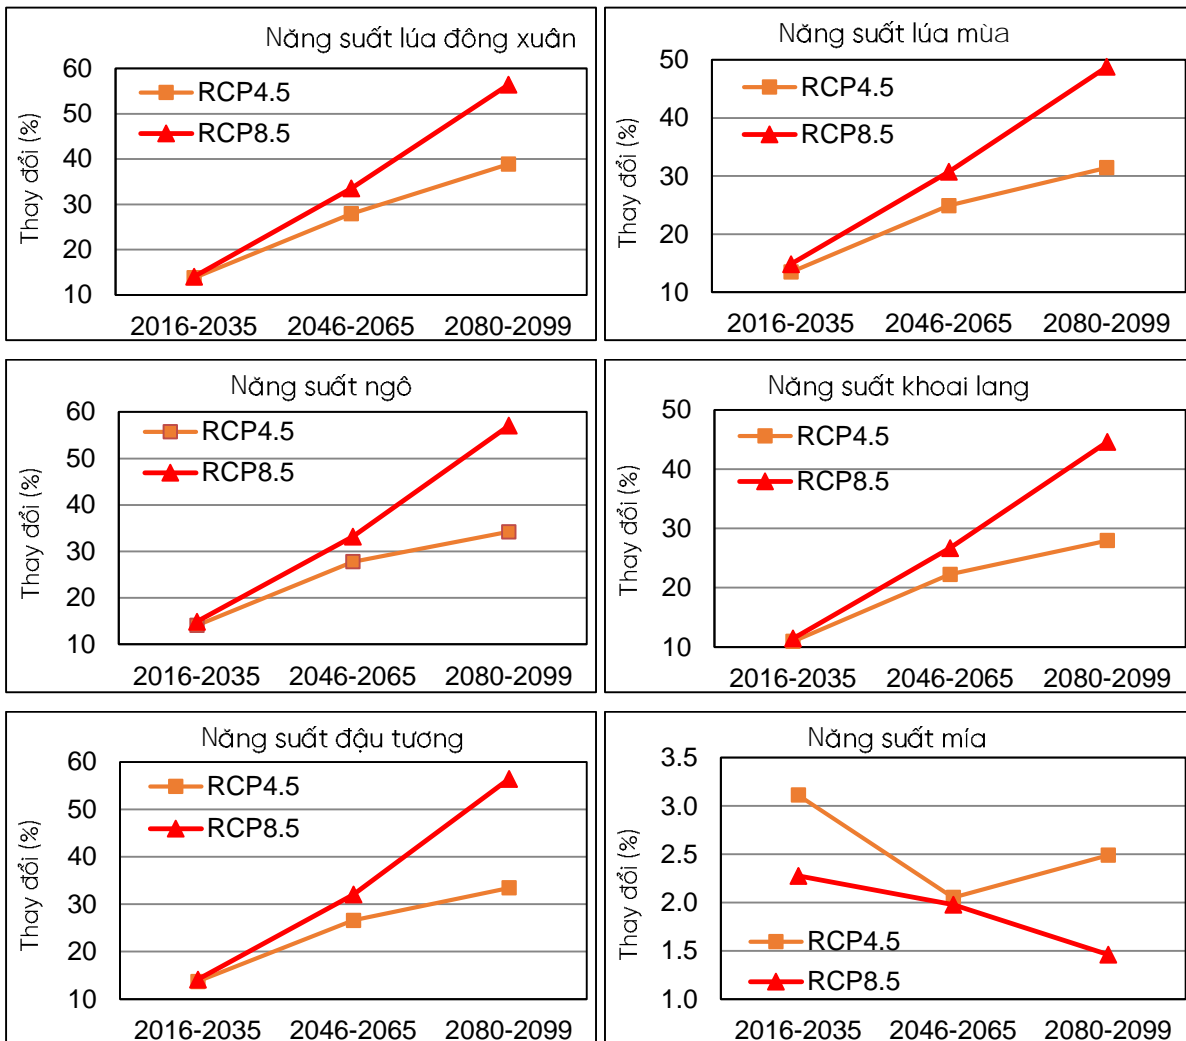 Năng suất lúa đông xuân
60
50
40
30
20
10
Thay đổi (%)
RCP4.5
RCP8.5
2016-2035 2046-2065 2080-2099
Năng suất lúa mùa
50
40
30
20
10
Thay đổi (%)
RCP4.5
RCP8.5
2016-2035 2046-2065 2080-2099
Năng suất ngô
60
50
40
30
20
10
Thay đổi (%)
RCP4.5
RCP8.5
2016-2035 2046-2065 2080-2099
Năng suất khoai lang
50
40
30
20
10
Thay đổi (%)
RCP4.5
RCP8.5
2016-2035 2046-2065 2080-2099
Năng suất đậu tương
60
50
40
30
20
10
Thay đổi (%)
RCP4.5
RCP8.5
2016-2035 2046-2065 2080-2099
Năng suất mía
3.5
3.0
2.5
2.0
1.5
1.0
Thay đổi (%)
RCP4.5
RCP8.5
2016-2035 2046-2065 2080-2099